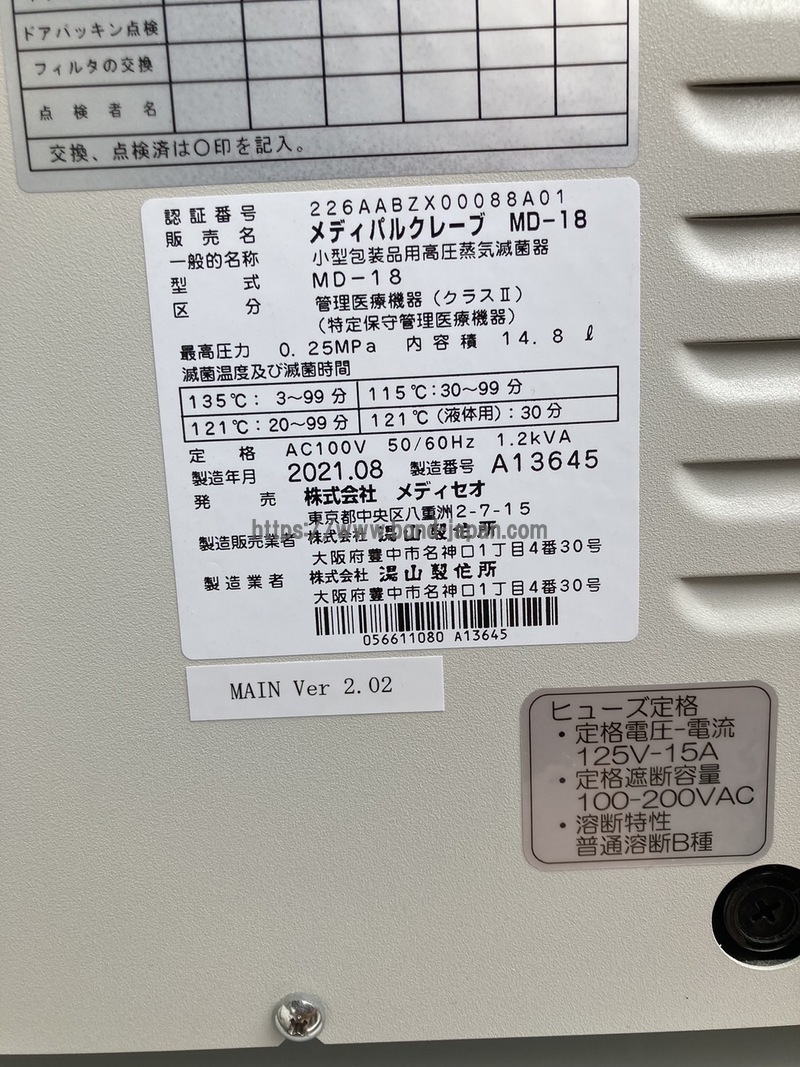 ドアパッキン点検
フィルタの交換
点検者名
交換、点検済は〇印を記入。
認証番号 226AABZX00088A01
販売名 メディパルクレーブ MD-18
一般的名称 小型包装品用高圧蒸気滅菌器
型式 MD-18
区分 管理医療機器（クラスⅡ）
（特定保守管理医療機器）
最高圧力 0.25MPa 内容積 14.8ℓ
滅菌温度及び滅菌時間
135℃: 3〜99分 115℃:30〜99分
121℃:20〜99分 121℃(液体用):30分
定格 AC100V 50/60Hz 1.2kVA
製造年月 2021.08 製造番号 A13645
発売 株式会社 メディセオ
東京都中央区八重洲2-7-15
https://www.bondjapan.com
製造販売業者 株式会社 湯山製作所
大阪府豊中市名神口1丁目4番30号
製造業者 株式会社 湯山製作所
大阪府豊中市名神口1丁目4番30号
056611080 A13645
MAIN Ver 2.02
ヒューズ定格
・定格電圧-電流
125V-15A
・定格遮断容量
100-200VAC
・溶断特性
普通溶断B種